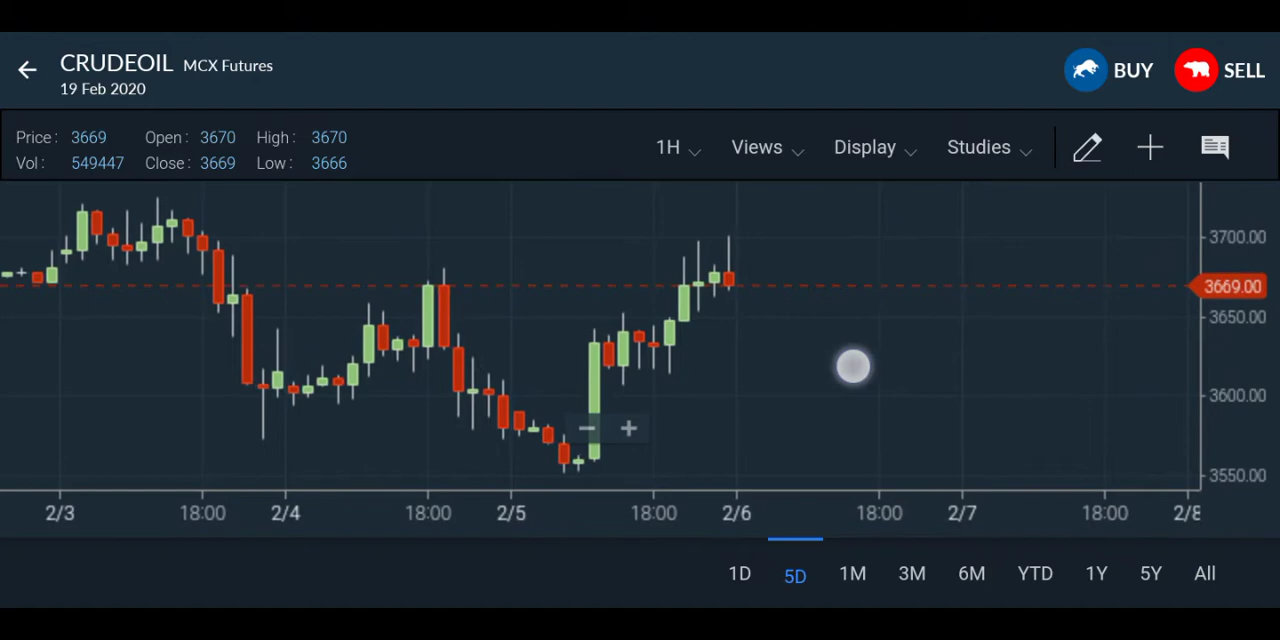 CRUDEOIL MCX Futures
19 Feb 2020
BUY SELL
Price : 3669 Open : 3670 High : 3670
Vol : 549447 Close : 3669 Low : 3666
1H Views Display Studies
3700.00
3669.00
3650.00
3600.00
3550.00
− +
2/3 18:00 2/4 18:00 2/5 18:00 2/6 18:00 2/7 18:00 2/8
1D 5D 1M 3M 6M YTD 1Y 5Y All